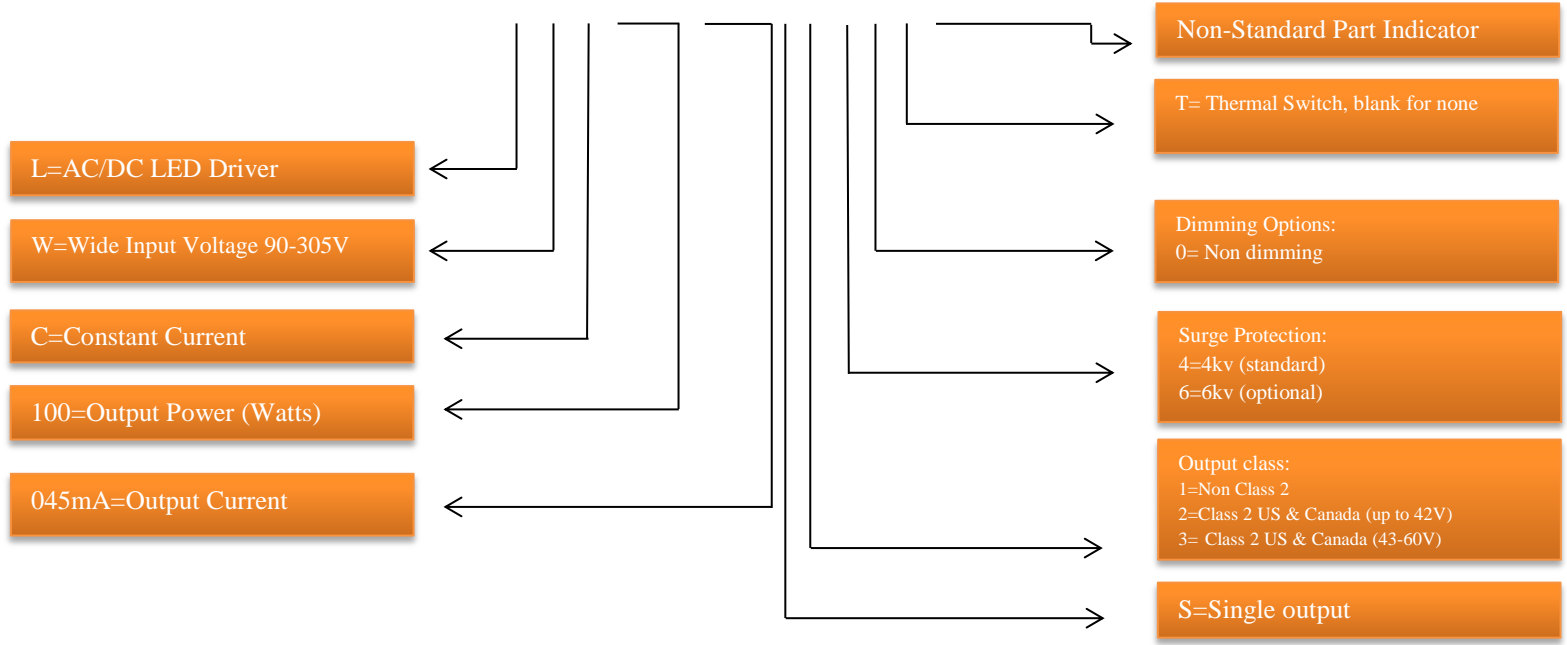 Non-Standard Part Indicator
T= Thermal Switch, blank for none
L=AC/DC LED Driver
W=Wide Input Voltage 90-305V
C=Constant Current
100=Output Power (Watts)
045mA=Output Current
Dimming Options:
0= Non dimming
Surge Protection:
4=4kv (standard)
6=6kv (optional)
Output class:
1=Non Class 2
2=Class 2 US & Canada (up to 42V)
3= Class 2 US & Canada (43-60V)
S=Single output